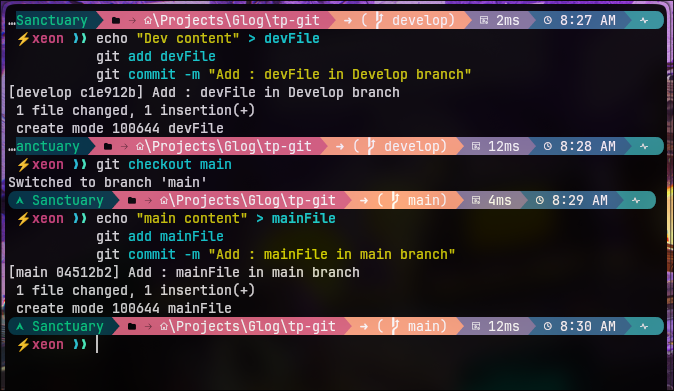 …Sanctuary → \Projects\Glog\tp-git → ( develop) 2ms 8:27 AM
⚡xeon ❯❯ echo "Dev content" > devFile
git add devFile
git commit -m "Add : devFile in Develop branch"
[develop c1e912b] Add : devFile in Develop branch
1 file changed, 1 insertion(+)
create mode 100644 devFile
…anctuary → \Projects\Glog\tp-git → ( develop) 12ms 8:28 AM
⚡xeon ❯❯ git checkout main
Switched to branch 'main'
Sanctuary → \Projects\Glog\tp-git → ( main) 4ms 8:29 AM
⚡xeon ❯❯ echo "main content" > mainFile
git add mainFile
git commit -m "Add : mainFile in main branch"
[main 04512b2] Add : mainFile in main branch
1 file changed, 1 insertion(+)
create mode 100644 mainFile
Sanctuary → \Projects\Glog\tp-git → ( main) 12ms 8:30 AM
⚡xeon ❯❯